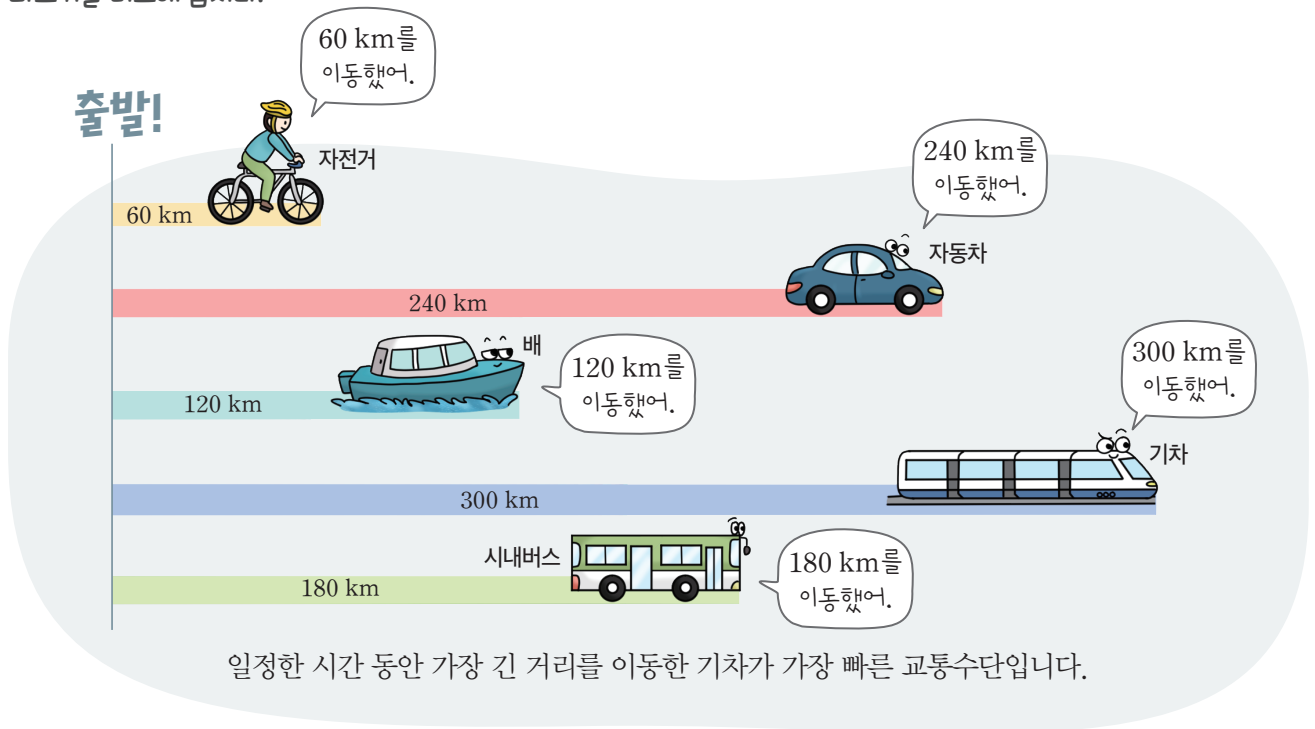 60 km를
이동했어.
출발!
자전거
60 km
240 km를
이동했어.
자동차
240 km
배
120 km를
이동했어.
120 km
300 km를
이동했어.
기차
300 km
시내버스
180 km를
이동했어.
180 km
일정한 시간 동안 가장 긴 거리를 이동한 기차가 가장 빠른 교통수단입니다.